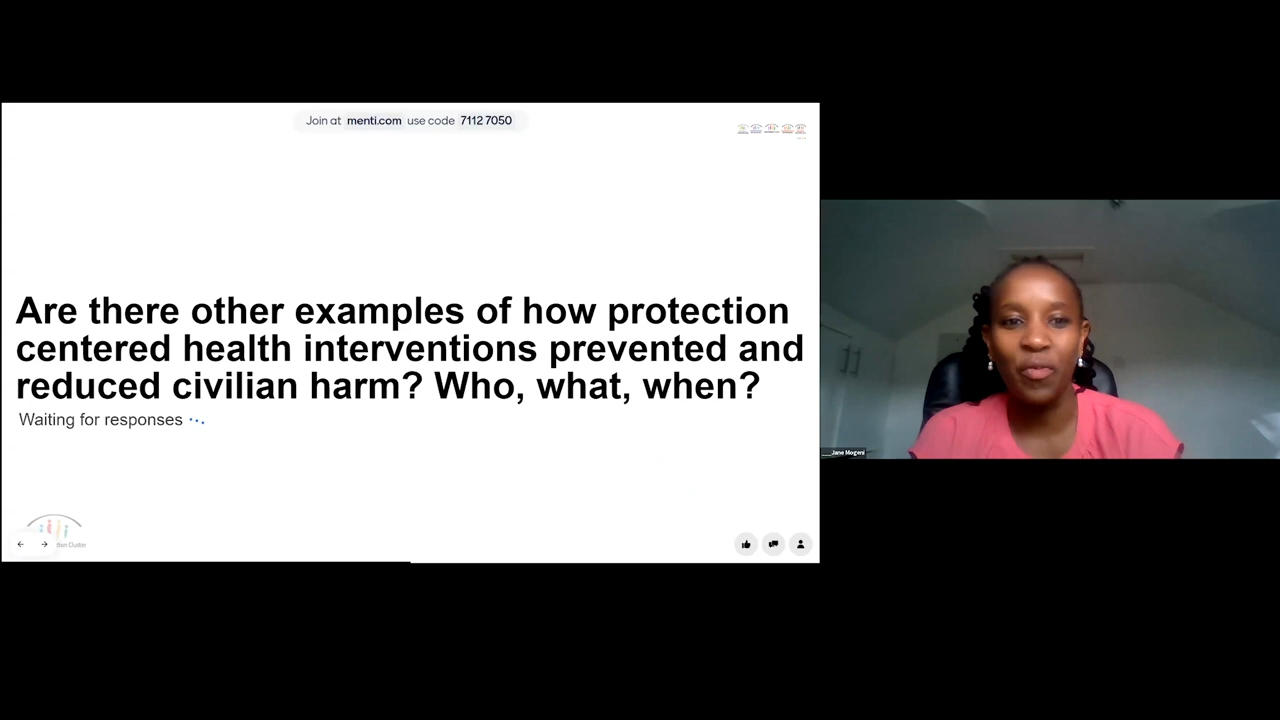 Join at menti.com use code 7112 7050
Are there other examples of how protection
centered health interventions prevented and
reduced civilian harm? Who, what, when?
Waiting for responses
Cluster
Jane Mogeni